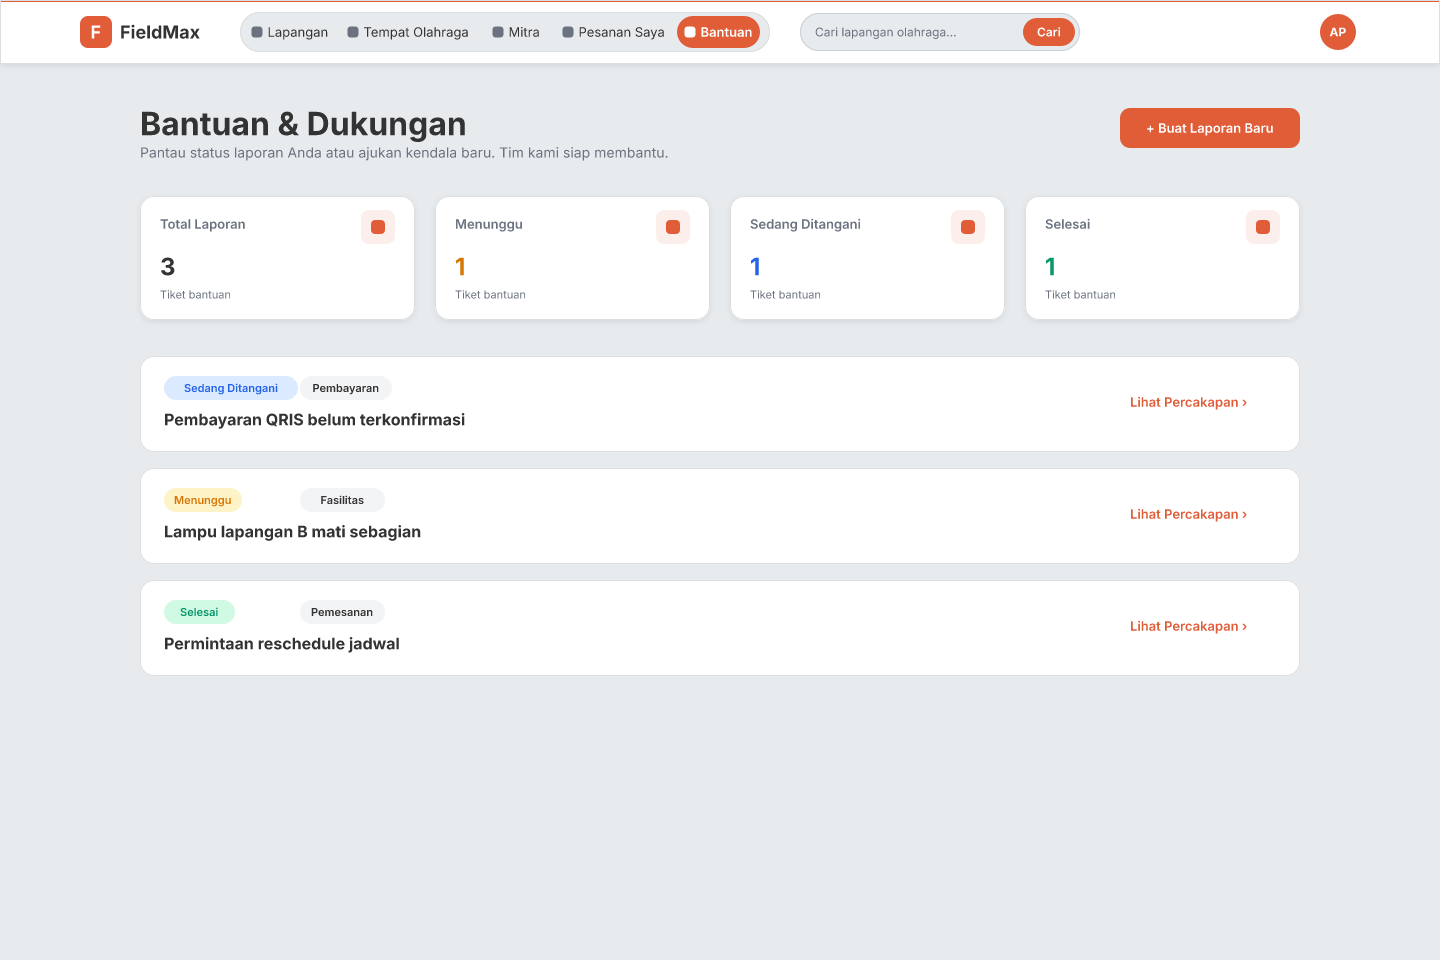 F FieldMax Lapangan Tempat Olahraga Mitra Pesanan Saya Bantuan Cari lapangan olahraga... Cari AP
Bantuan & Dukungan
Pantau status laporan Anda atau ajukan kendala baru. Tim kami siap membantu.
+ Buat Laporan Baru
Total Laporan
3
Tiket bantuan
Menunggu
1
Tiket bantuan
Sedang Ditangani
1
Tiket bantuan
Selesai
1
Tiket bantuan
Sedang Ditangani Pembayaran
Pembayaran QRIS belum terkonfirmasi
Lihat Percakapan ›
Menunggu Fasilitas
Lampu lapangan B mati sebagian
Lihat Percakapan ›
Selesai Pemesanan
Permintaan reschedule jadwal
Lihat Percakapan ›